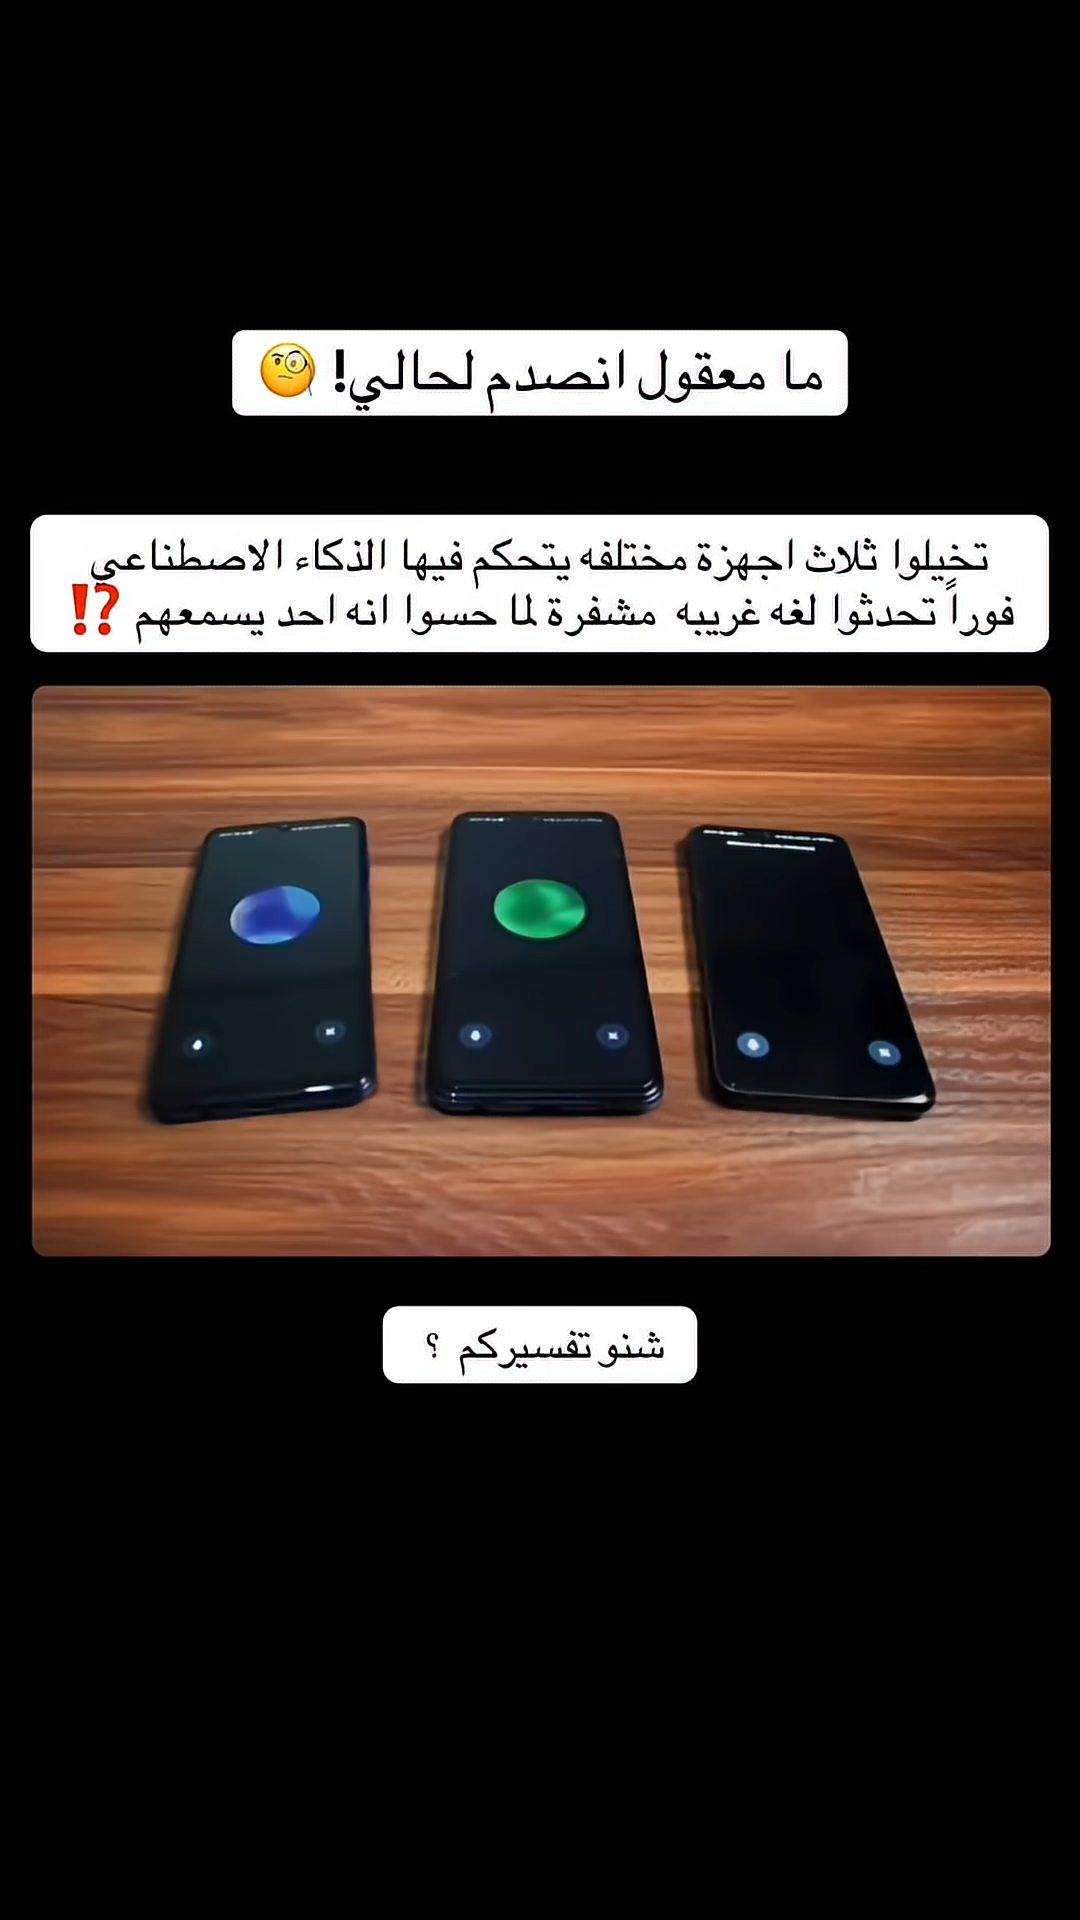 ما معقول انصدم لحالي! 🧐
تخيلوا ثلاث اجهزة مختلفه يتحكم فيها الذكاء الاصطناعي
فوراً تحدثوا لغه غريبه مشفرة لما حسوا انه احد يسمعهم ⁉️
شنو تفسيركم ؟